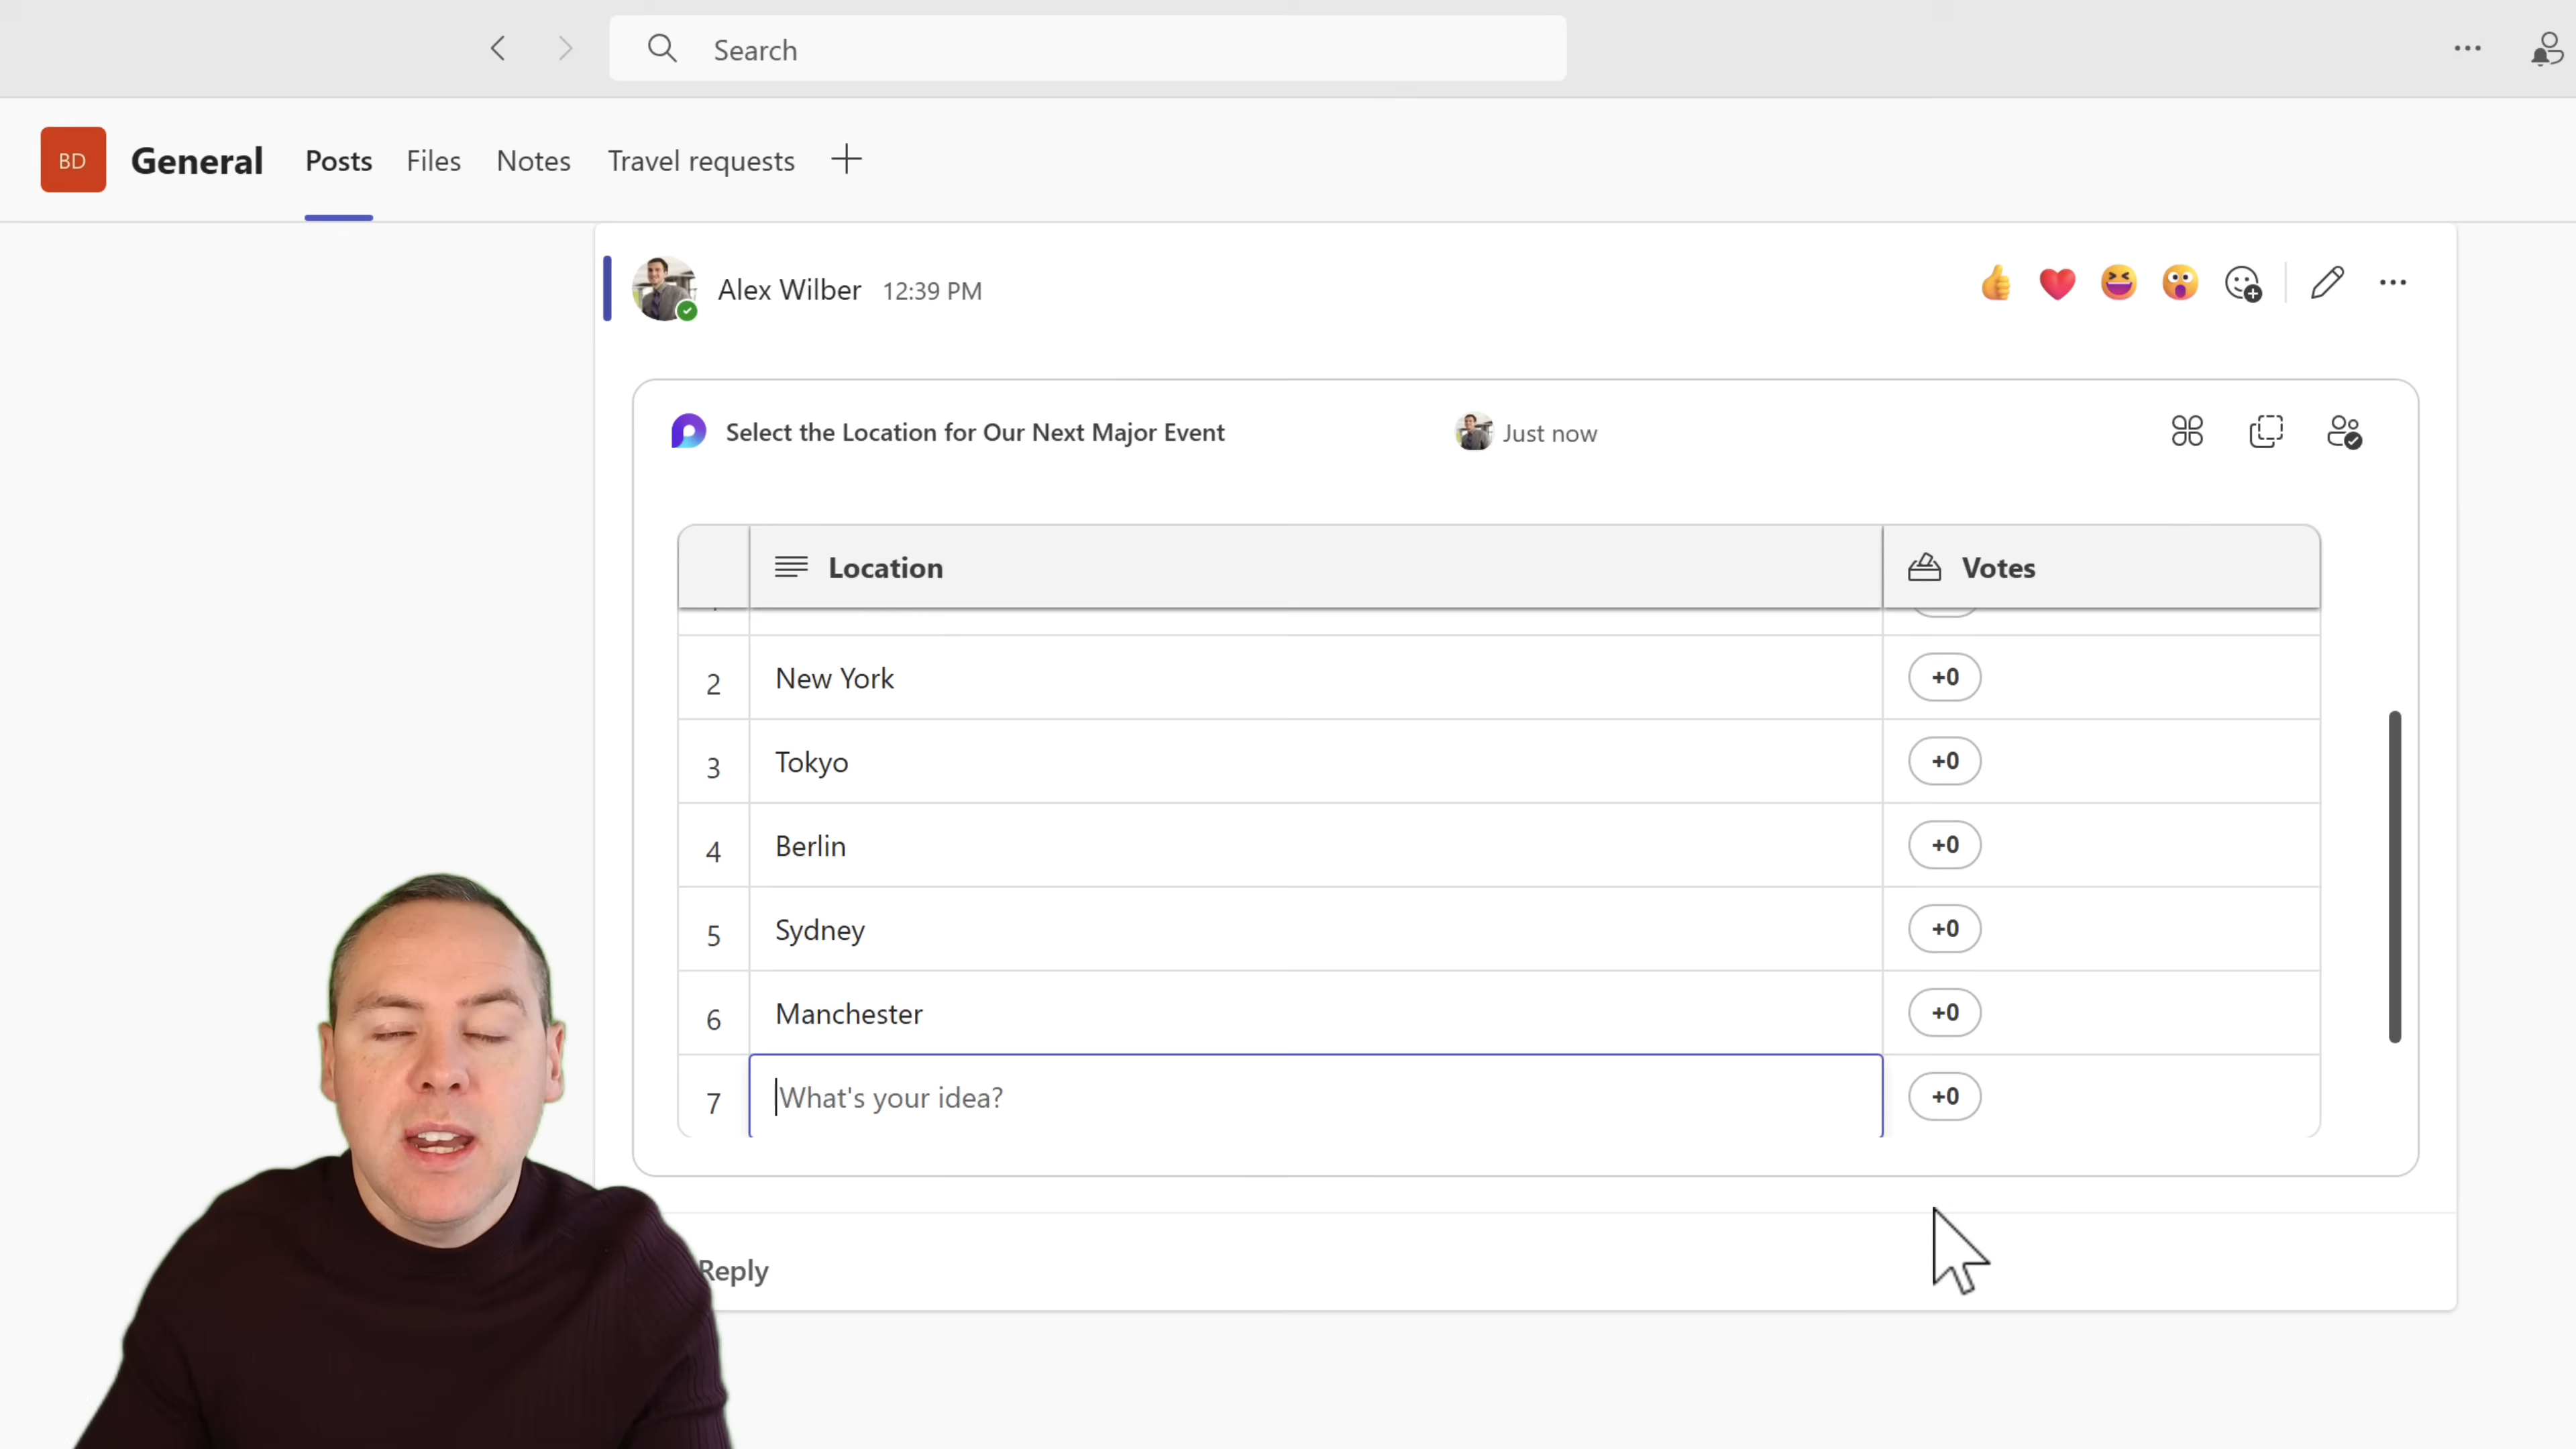 Search
BD General Posts Files Notes Travel requests
Alex Wilber 12:39 PM
Select the Location for Our Next Major Event Just now
Location Votes
2 New York +0
3 Tokyo +0
4 Berlin +0
5 Sydney +0
6 Manchester +0
7 What's your idea? +0
Reply